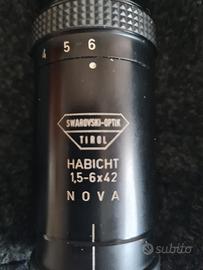 4 5 6
SWAROVSKI-OPTIK
TIROL
HABICHT
1,5-6x42
NOVA
subito